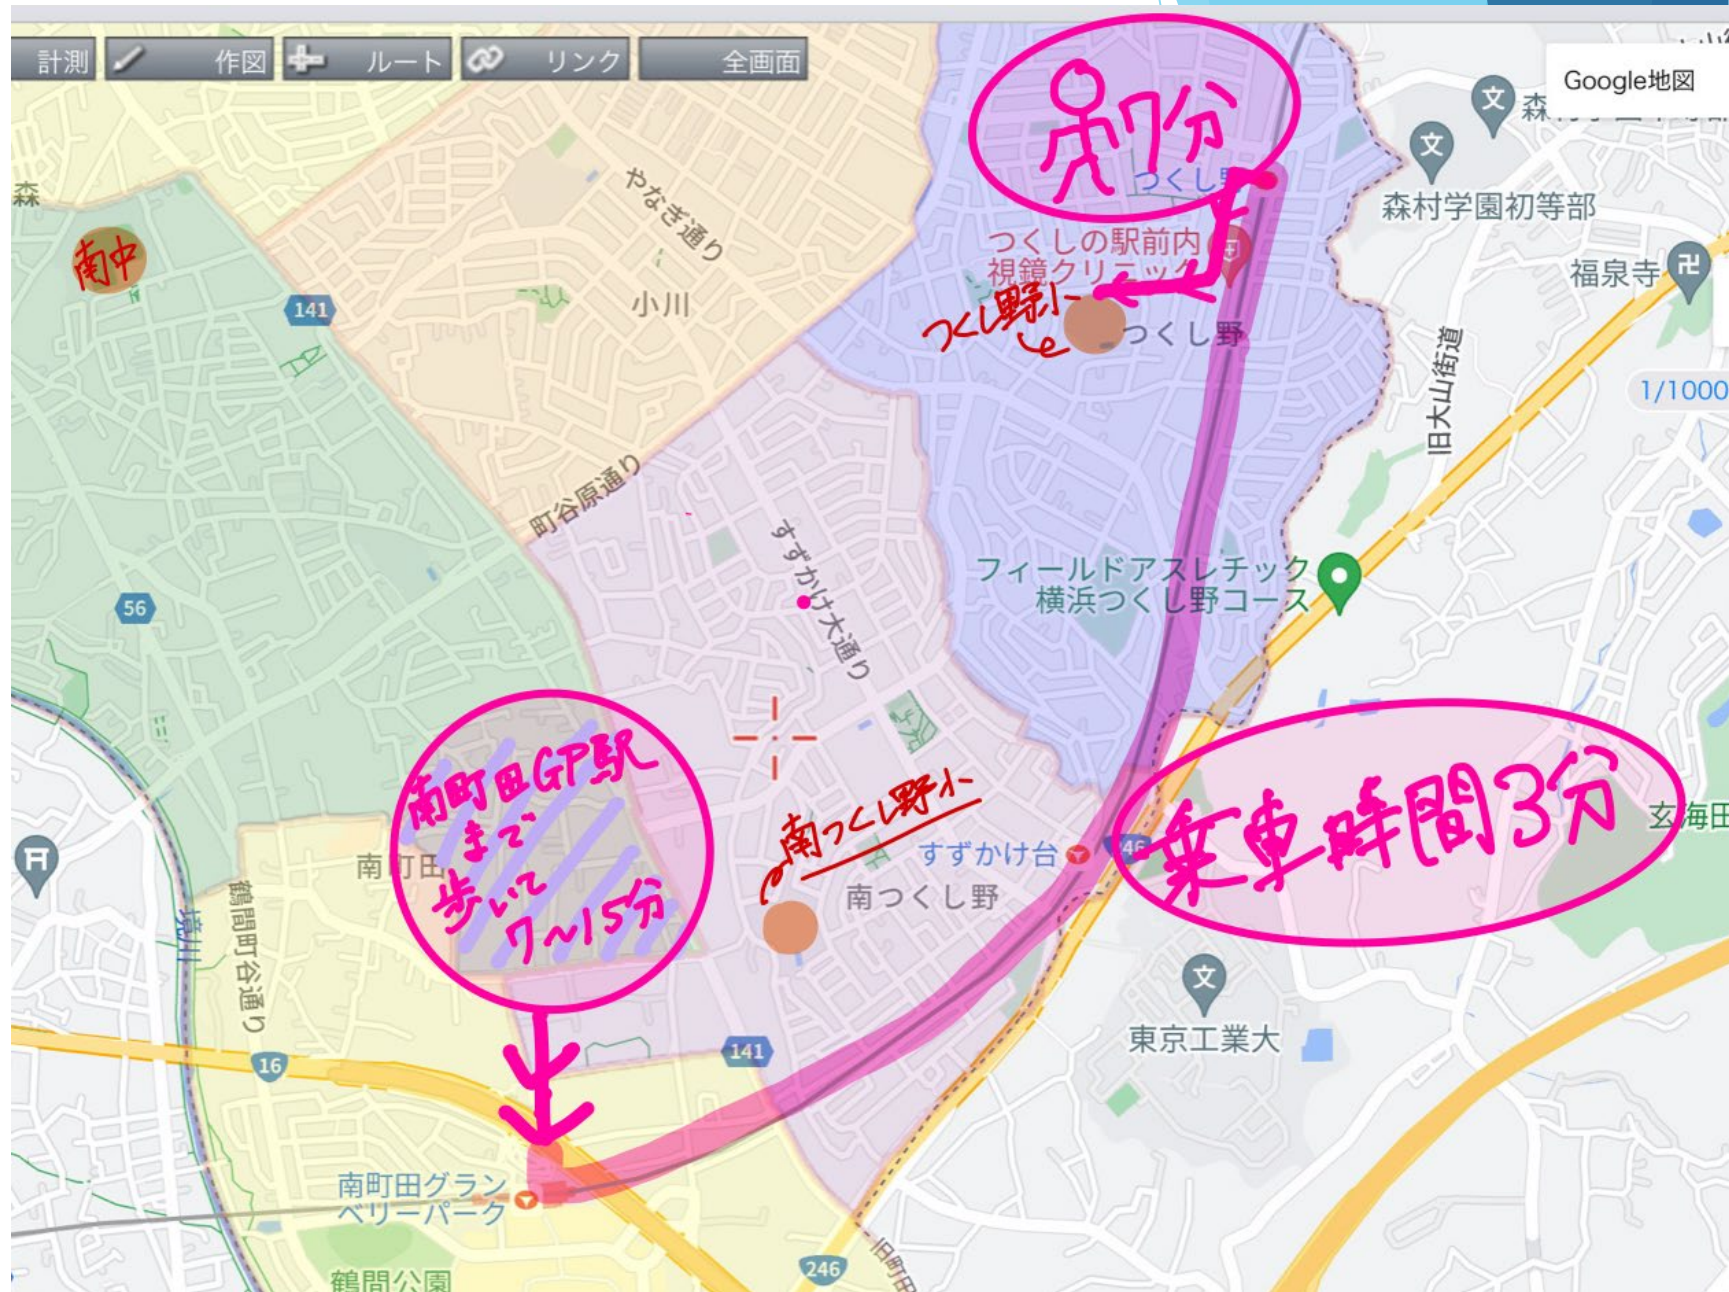 計測
作図
ルート
リンク
全画面
Google地図
7分
つくし野
森
南中
やなぎ通り
小川
141
つくしの駅前内
視鏡クリニック
つくし野小
つくし野
森村学園初等部
福泉寺
旧大山街道
1/1000
町谷原通り
すずかけ大通り
56
フィールドアスレチック
横浜つくし野コース
南町田GP駅
まで
歩いて
7~15分
南町田
南つくし野小
すずかけ台
南つくし野
246
乗車時間3分
玄海田
鶴間町谷通り
境川
16
141
東京工業大
南町田グラン
ベリーパーク
鶴間公園
246
旧町田